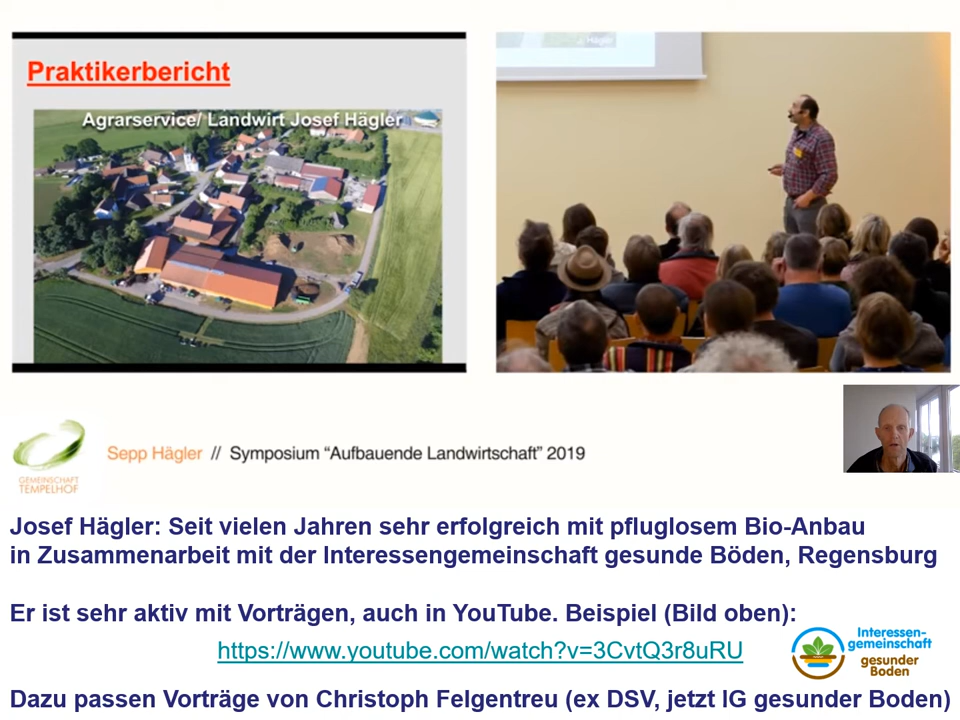 Praktikerbericht
Agrarservice/ Landwirt Josef Hägler
Hägler
GEMEINSCHAFT
TEMPELHOF
Sepp Hägler // Symposium “Aufbauende Landwirtschaft” 2019
Josef Hägler: Seit vielen Jahren sehr erfolgreich mit pfluglosem Bio-Anbau
in Zusammenarbeit mit der Interessengemeinschaft gesunde Böden, Regensburg
Er ist sehr aktiv mit Vorträgen, auch in YouTube. Beispiel (Bild oben):
https://www.youtube.com/watch?v=3CvtQ3r8uRU
Interessen-
gemeinschaft
gesunder
Boden
Dazu passen Vorträge von Christoph Felgentreu (ex DSV, jetzt IG gesunder Boden)